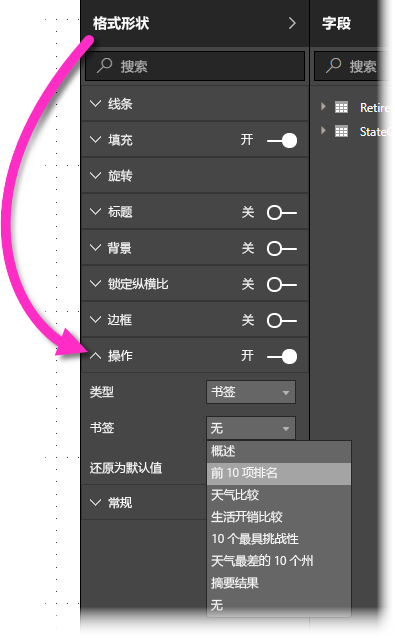 格式形状
字段
搜索
搜索
线条
Retire
填充 开
State
旋转
标题 关
背景 关
锁定纵横比 关
边框 关
操作 开
类型 书签
书签 无
概述
还原为默认值
前 10 项排名
天气比较
常规
生活开销比较
10 个最具挑战性
天气最差的 10 个州
摘要结果
无